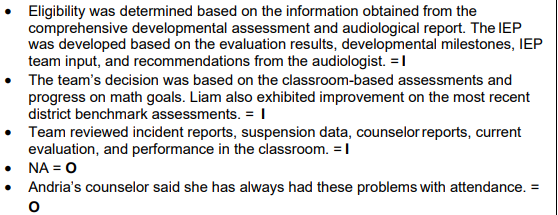 • Eligibility was determined based on the information obtained from the
comprehensive developmental assessment and audiological report. The IEP
was developed based on the evaluation results, developmental milestones, IEP
team input, and recommendations from the audiologist. = I
• The team's decision was based on the classroom-based assessments and
progress on math goals. Liam also exhibited improvement on the most recent
district benchmark assessments. = I
• Team reviewed incident reports, suspension data, counselor reports, current
evaluation, and performance in the classroom. = I
• NA = O
• Andria's counselor said she has always had these problems with attendance. =
O